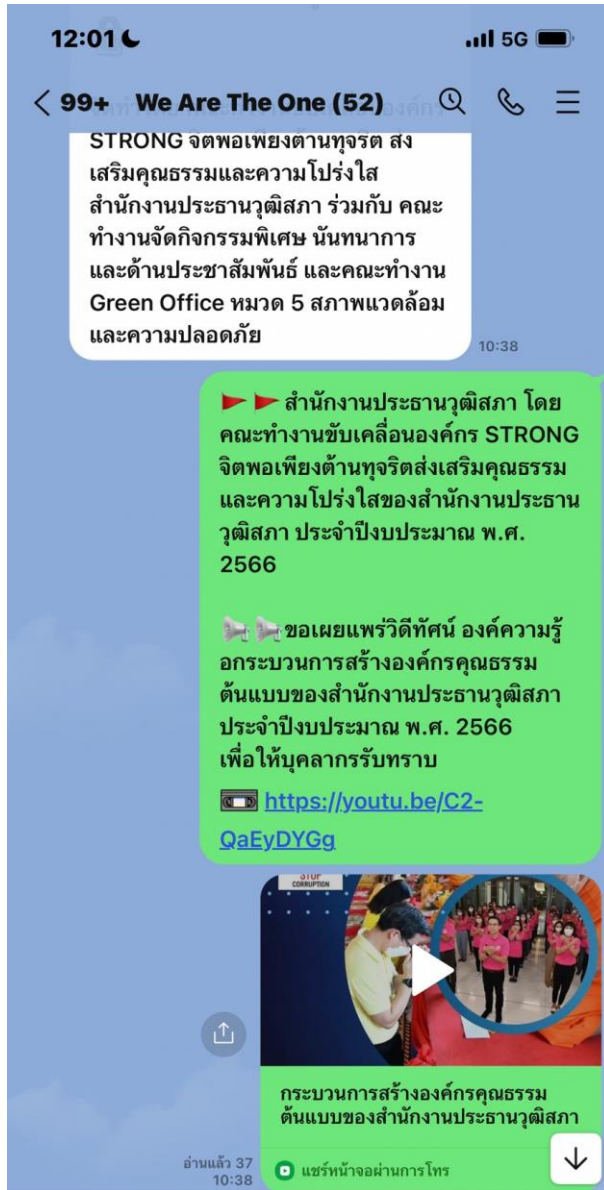 12:01
5G
99+ We Are The One (52)
STRONG จิตพอเพียงต้านทุจริต ส่ง
เสริมคุณธรรมและความโปร่งใส
สำนักงานประธานวุฒิสภา ร่วมกับ คณะ
ทำงานจัดกิจกรรมพิเศษ นันทนาการ
และด้านประชาสัมพันธ์ และคณะทำงาน
Green Office หมวด 5 สภาพแวดล้อม
และความปลอดภัย
10:38
🚩🚩สำนักงานประธานวุฒิสภา โดย
คณะทำงานขับเคลื่อนองค์กร STRONG
จิตพอเพียงต้านทุจริตส่งเสริมคุณธรรม
และความโปร่งใสของสำนักงานประธาน
วุฒิสภา ประจำปีงบประมาณ พ.ศ.
2566
📢📢ขอเผยแพร่วิดีทัศน์ องค์ความรู้
อกระบวนการสร้างองค์กรคุณธรรม
ต้นแบบของสำนักงานประธานวุฒิสภา
ประจำปีงบประมาณ พ.ศ. 2566
เพื่อให้บุคลากรรับทราบ
📼 https://youtu.be/C2-
QaEyDYGg
STOP
CORRUPTION
กระบวนการสร้างองค์กรคุณธรรม
ต้นแบบของสำนักงานประธานวุฒิสภา
อ่านแล้ว 37
10:38
แชร์หน้าจอผ่านการโทร